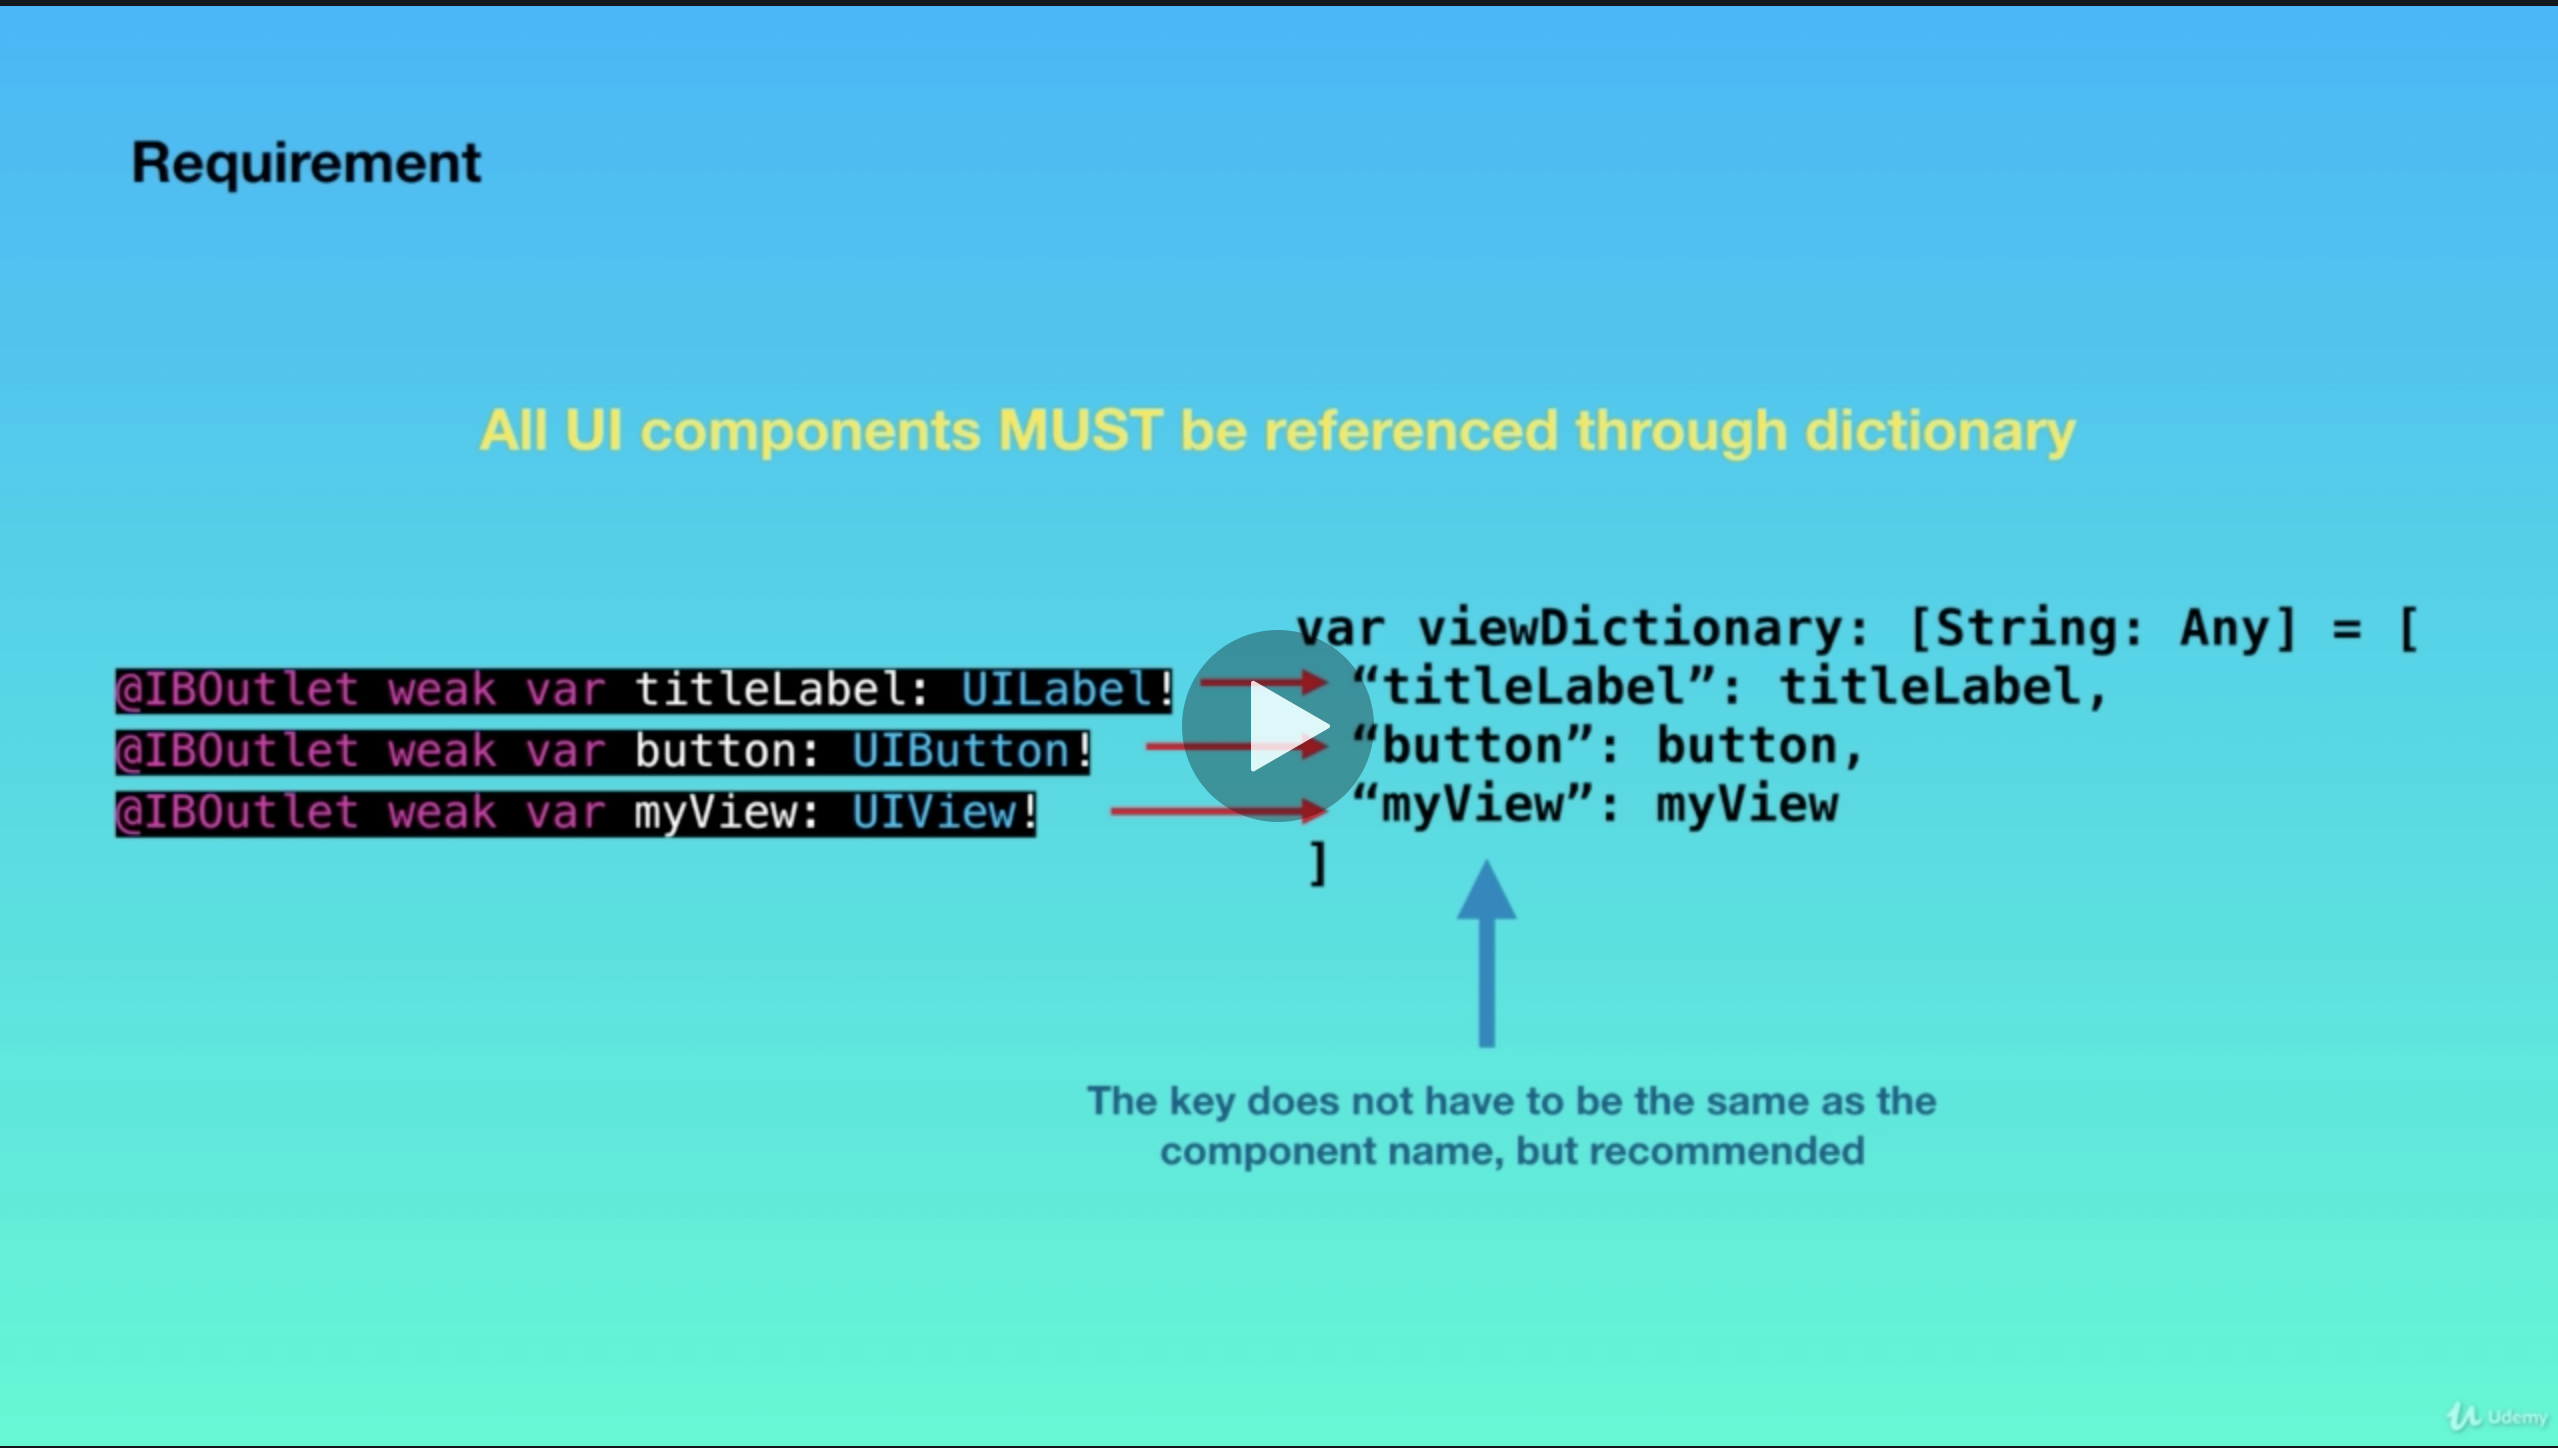 Requirement
All UI components MUST be referenced through dictionary
@IBOutlet weak var titleLabel: UILabel!
@IBOutlet weak var button: UIButton!
@IBOutlet weak var myView: UIView!
var viewDictionary: [String: Any] = [
“titleLabel”: titleLabel,
“button”: button,
“myView”: myView
]
The key does not have to be the same as the
component name, but recommended
Udemy